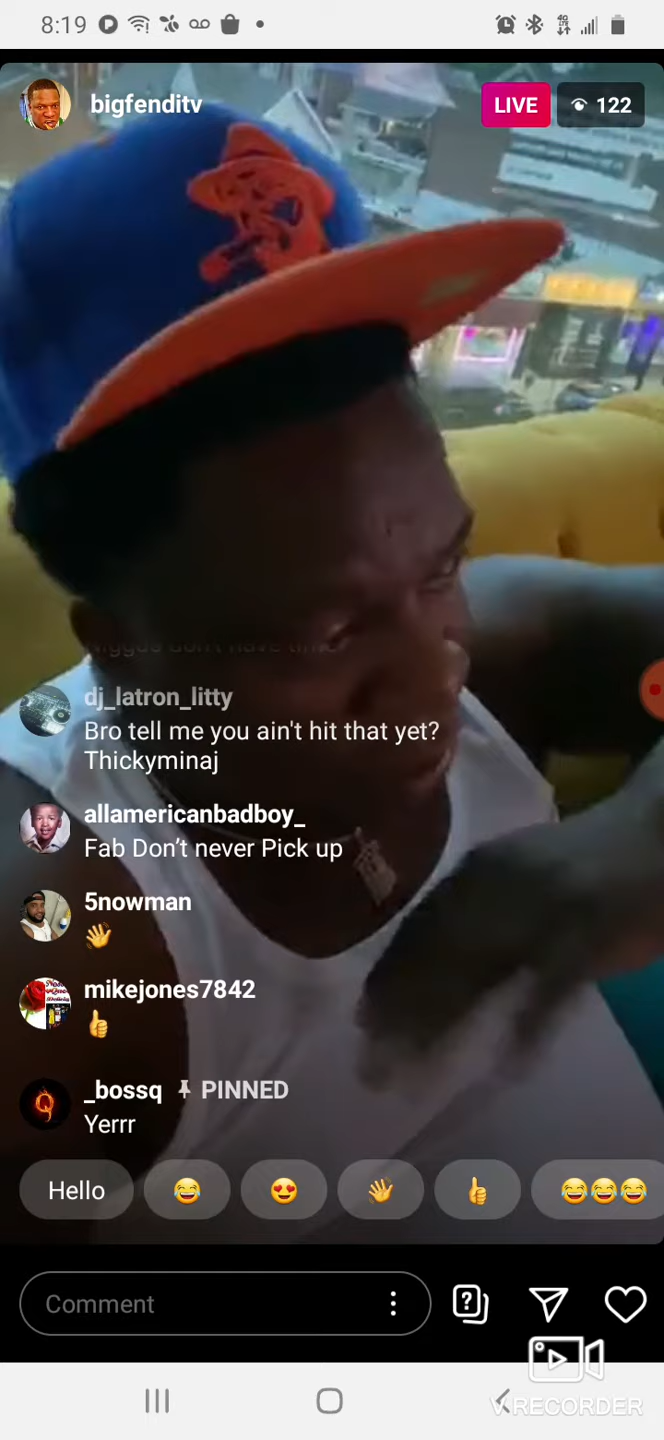 8:19
4G
bigfenditv
LIVE
122
dj_latron_litty
Bro tell me you ain't hit that yet?
Thickyminaj
allamericanbadboy_
Fab Don't never Pick up
5nowman
👋
mikejones7842
👍
_bossq PINNED
Yerrr
Hello 😂 😍 👋 👍 😂😂😂
Comment
V.RECORDER